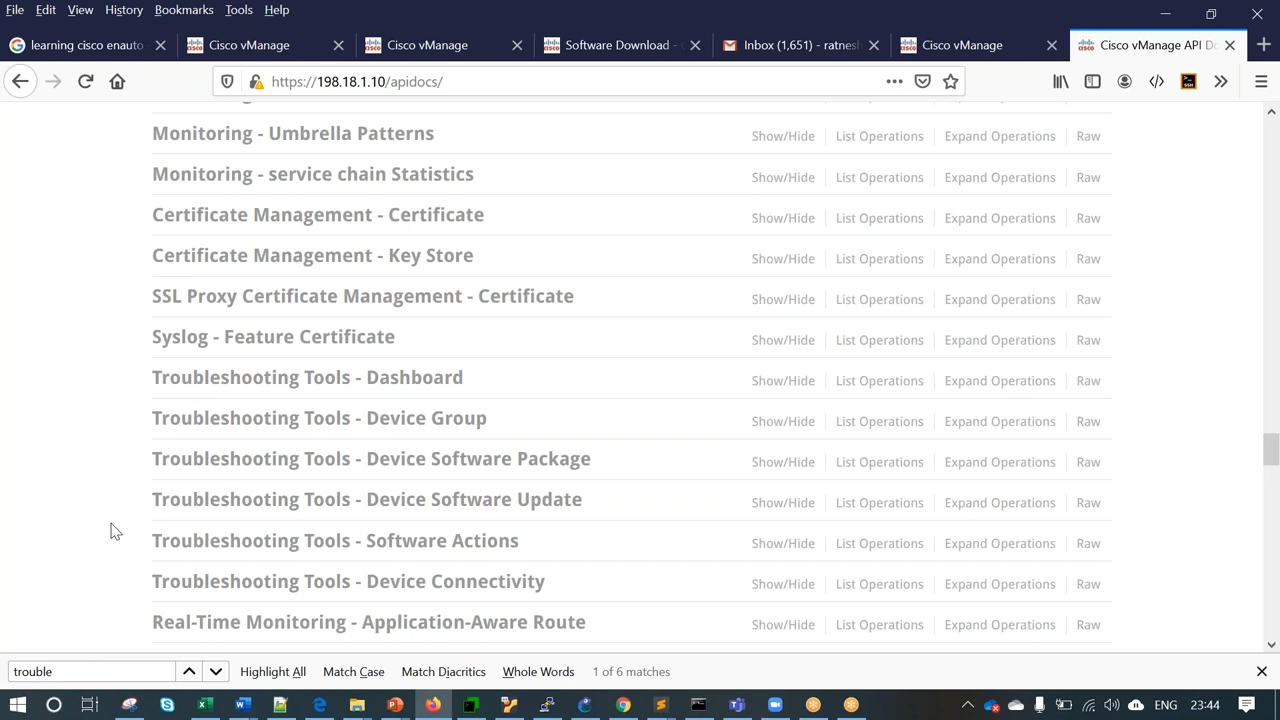 File Edit View History Bookmarks Tools Help
learning cisco enauto
Cisco vManage
Cisco vManage
Software Download -
Inbox (1,651) - ratnesh
Cisco vManage
Cisco vManage API Do
https://198.18.1.10/apidocs/
Monitoring - Umbrella Patterns Show/Hide List Operations Expand Operations Raw
Monitoring - service chain Statistics Show/Hide List Operations Expand Operations Raw
Certificate Management - Certificate Show/Hide List Operations Expand Operations Raw
Certificate Management - Key Store Show/Hide List Operations Expand Operations Raw
SSL Proxy Certificate Management - Certificate Show/Hide List Operations Expand Operations Raw
Syslog - Feature Certificate Show/Hide List Operations Expand Operations Raw
Troubleshooting Tools - Dashboard Show/Hide List Operations Expand Operations Raw
Troubleshooting Tools - Device Group Show/Hide List Operations Expand Operations Raw
Troubleshooting Tools - Device Software Package Show/Hide List Operations Expand Operations Raw
Troubleshooting Tools - Device Software Update Show/Hide List Operations Expand Operations Raw
Troubleshooting Tools - Software Actions Show/Hide List Operations Expand Operations Raw
Troubleshooting Tools - Device Connectivity Show/Hide List Operations Expand Operations Raw
Real-Time Monitoring - Application-Aware Route Show/Hide List Operations Expand Operations Raw
trouble Highlight All Match Case Match Diacritics Whole Words 1 of 6 matches
ENG 23:44